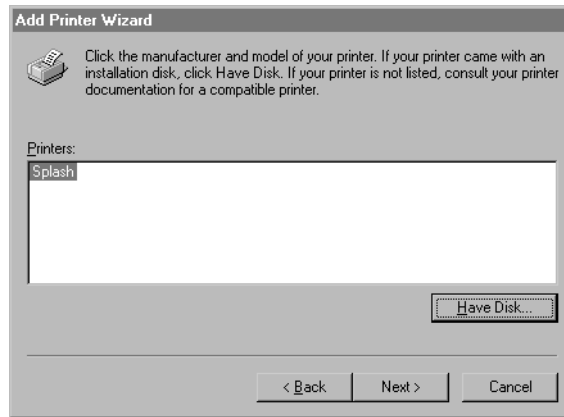 Add Printer Wizard
Click the manufacturer and model of your printer. If your printer came with an
installation disk, click Have Disk. If your printer is not listed, consult your printer
documentation for a compatible printer.
Printers:
Splash
Have Disk...
< Back
Next >
Cancel